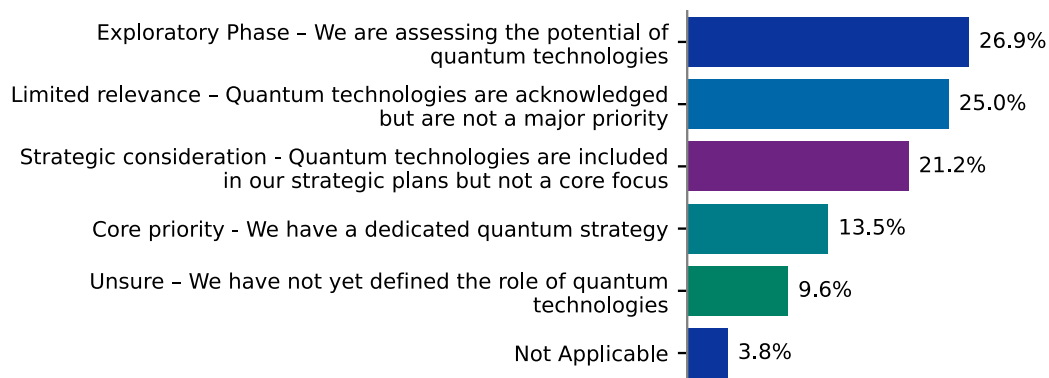 Exploratory Phase – We are assessing the potential of
quantum technologies
26.9%
Limited relevance – Quantum technologies are acknowledged
but are not a major priority
25.0%
Strategic consideration - Quantum technologies are included
in our strategic plans but not a core focus
21.2%
Core priority - We have a dedicated quantum strategy
13.5%
Unsure – We have not yet defined the role of quantum
technologies
9.6%
Not Applicable
3.8%